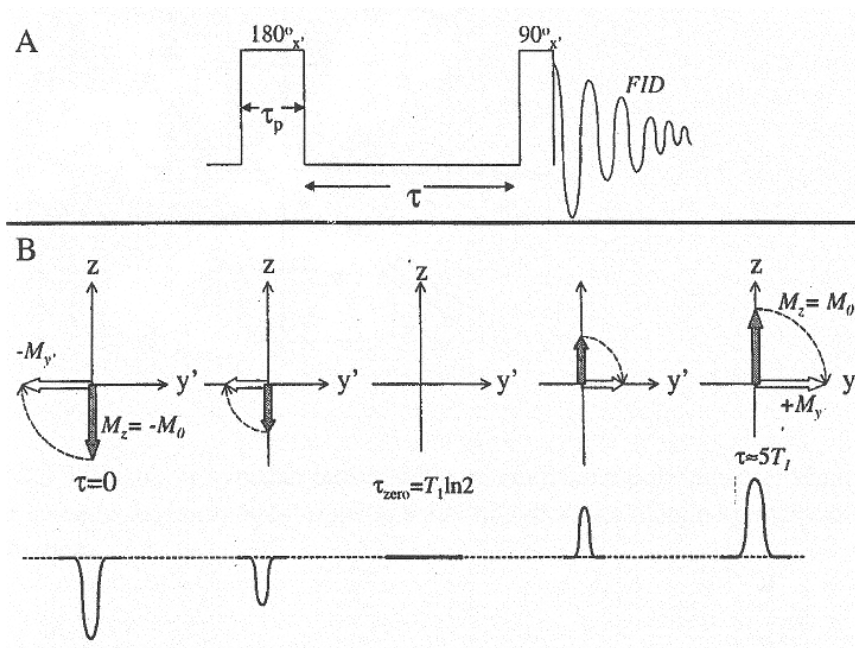 A
180°x'
90°x'
FID
τp
τ
B
z
z
z
z
-My'
y'
y'
y'
y'
y
Mz= -M0
Mz= M0
+My
τ=0
τzero=T1ln2
τ≈5T1